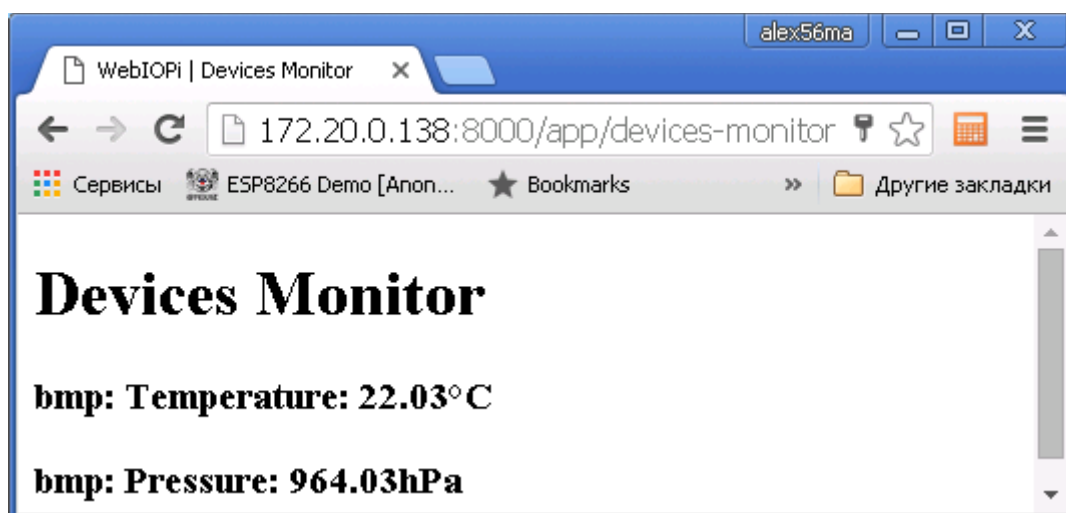 alex56ma
WebIOPi | Devices Monitor
172.20.0.138:8000/app/devices-monitor
Сервисы ESP8266 Demo [Anon... Bookmarks » Другие закладки
Devices Monitor
bmp: Temperature: 22.03°C
bmp: Pressure: 964.03hPa